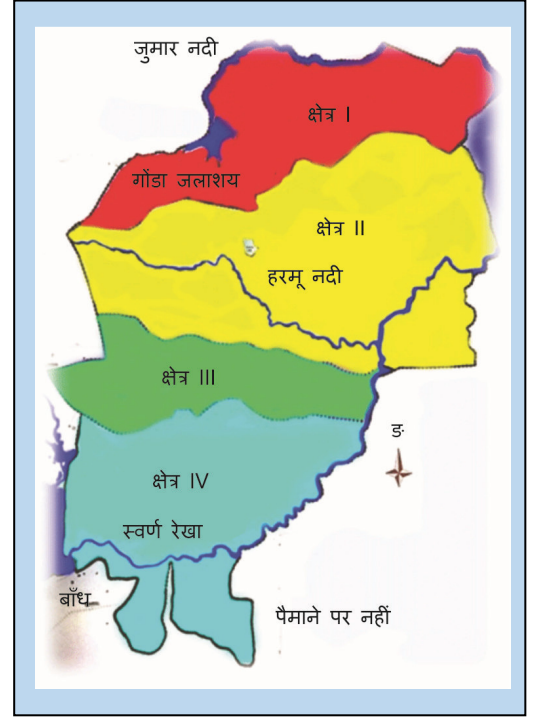 जुमार नदी
क्षेत्र I
गोंडा जलाशय
क्षेत्र II
हरमू नदी
क्षेत्र III
ङ
क्षेत्र IV
स्वर्ण रेखा
बाँध
पैमाने पर नहीं